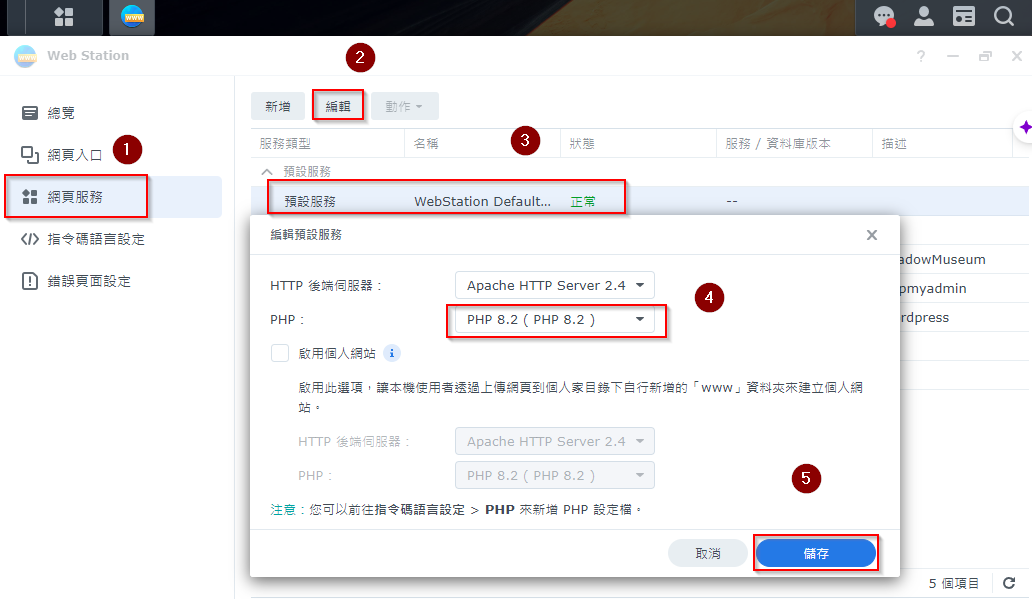 www
Web Station
2
新增
編輯
動作
總覽
3
服務類型
名稱
狀態
服務 / 資料庫版本
描述
網頁入口
1
預設服務
網頁服務
預設服務
WebStation Default...
正常
--
指令碼語言設定
錯誤頁面設定
編輯預設服務
HTTP 後端伺服器：
Apache HTTP Server 2.4
4
PHP：
PHP 8.2 ( PHP 8.2 )
啟用個人網站
啟用此選項，讓本機使用者透過上傳網頁到個人家目錄下自行新增的「www」資料夾來建立個人網
站。
HTTP 後端伺服器：
Apache HTTP Server 2.4
PHP：
PHP 8.2 ( PHP 8.2 )
5
注意：您可以前往指令碼語言設定 > PHP 來新增 PHP 設定檔。
取消
儲存
adowMuseum
pmyadmin
rdpress
5 個項目